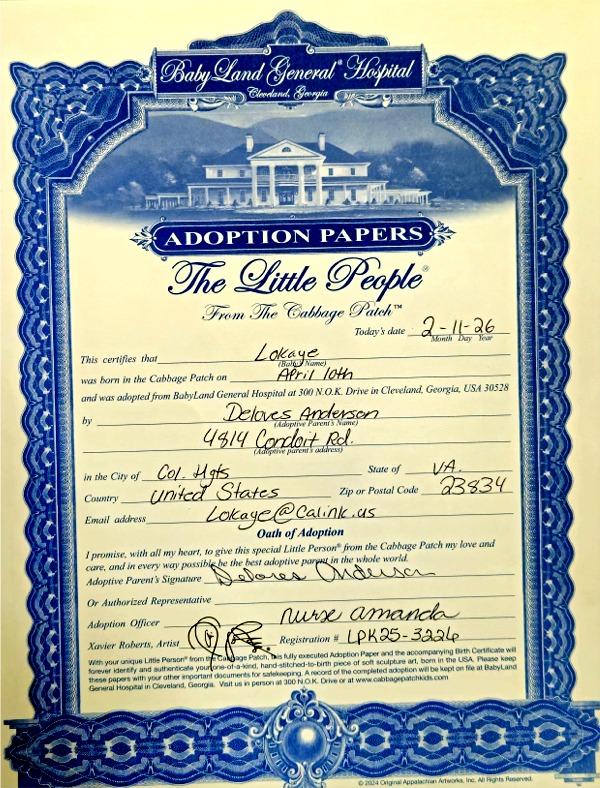 BabyLand General® Hospital
Cleveland, Georgia
ADOPTION PAPERS
The Little People®
From The Cabbage Patch™
Today's date 2-11-26
Month Day Year
This certifies that Lokaye
(Baby Name)
was born in the Cabbage Patch on April 10th
and was adopted from BabyLand General Hospital at 300 N.O.K. Drive in Cleveland, Georgia, USA 30528
by Delores Anderson
(Adoptive Parent's Name)
4814 Conduit Rd.
(Adoptive parent's address)
in the City of Col. Hgts State of VA.
Country United States Zip or Postal Code 23834
Email address Lokaye@Calink.us
Oath of Adoption
I promise, with all my heart, to give this special Little Person® from the Cabbage Patch my love and
care, and in every way possible be the best adoptive parent in the whole world.
Adoptive Parent's Signature Delores Anderson
Or Authorized Representative
Adoption Officer nurse amanda
Xavier Roberts, Artist Registration # LPK25-3226
With your unique Little Person® from the Cabbage Patch, this fully executed Adoption Paper and the accompanying Birth Certificate will
forever identify and authenticate your one-of-a-kind, hand-stitched-to-birth piece of soft sculpture art, born in the USA. Please keep
these papers with your other important documents for safekeeping. A record of the completed adoption will be kept on file at BabyLand
General Hospital in Cleveland, Georgia. Visit us in person at 300 N.O.K. Drive or at www.cabbagepatchkids.com
© 2024 Original Appalachian Artworks, Inc. All Rights Reserved.